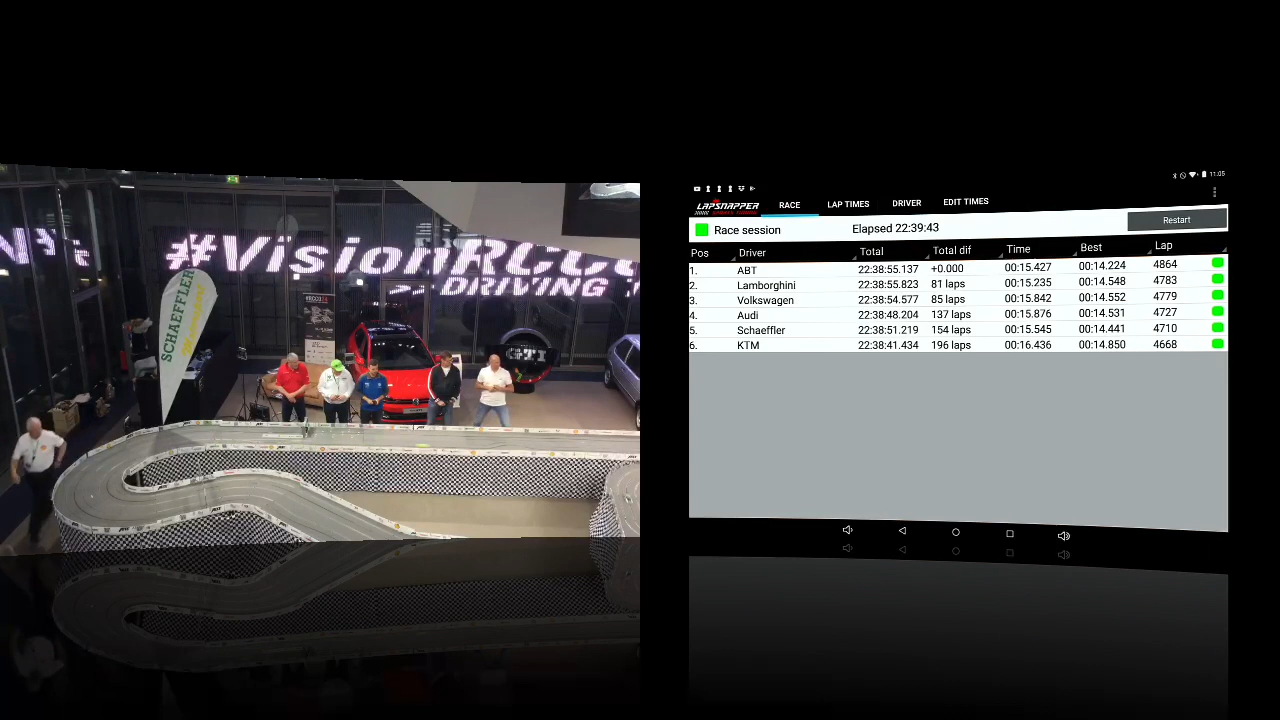 #VisionRCCO
>> DRIVING
SCHAEFFLER
#RCCO24
GTI
11:05
LAPSNAPPER
RACE
LAP TIMES
DRIVER
EDIT TIMES
Race session
Elapsed 22:39:43
Restart
Pos Driver Total Total dif Time Best Lap
1. ABT 22:38:55.137 +0.000 00:15.427 00:14.224 4864
2. Lamborghini 22:38:55.823 81 laps 00:15.235 00:14.548 4783
3. Volkswagen 22:38:54.577 85 laps 00:15.842 00:14.552 4779
4. Audi 22:38:48.204 137 laps 00:15.876 00:14.531 4727
5. Schaeffler 22:38:51.219 154 laps 00:15.545 00:14.441 4710
6. KTM 22:38:41.434 196 laps 00:16.436 00:14.850 4668